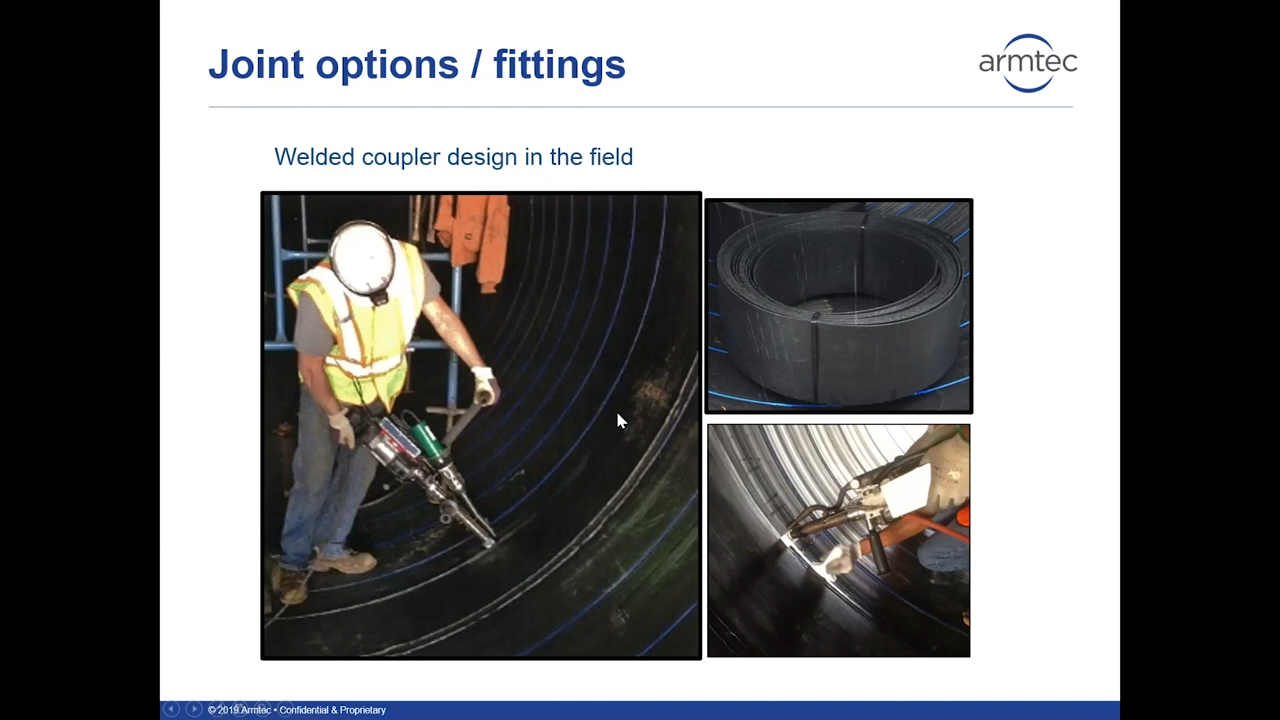 Joint options / fittings
armtec
Welded coupler design in the field
© 2019 Armtec • Confidential & Proprietary